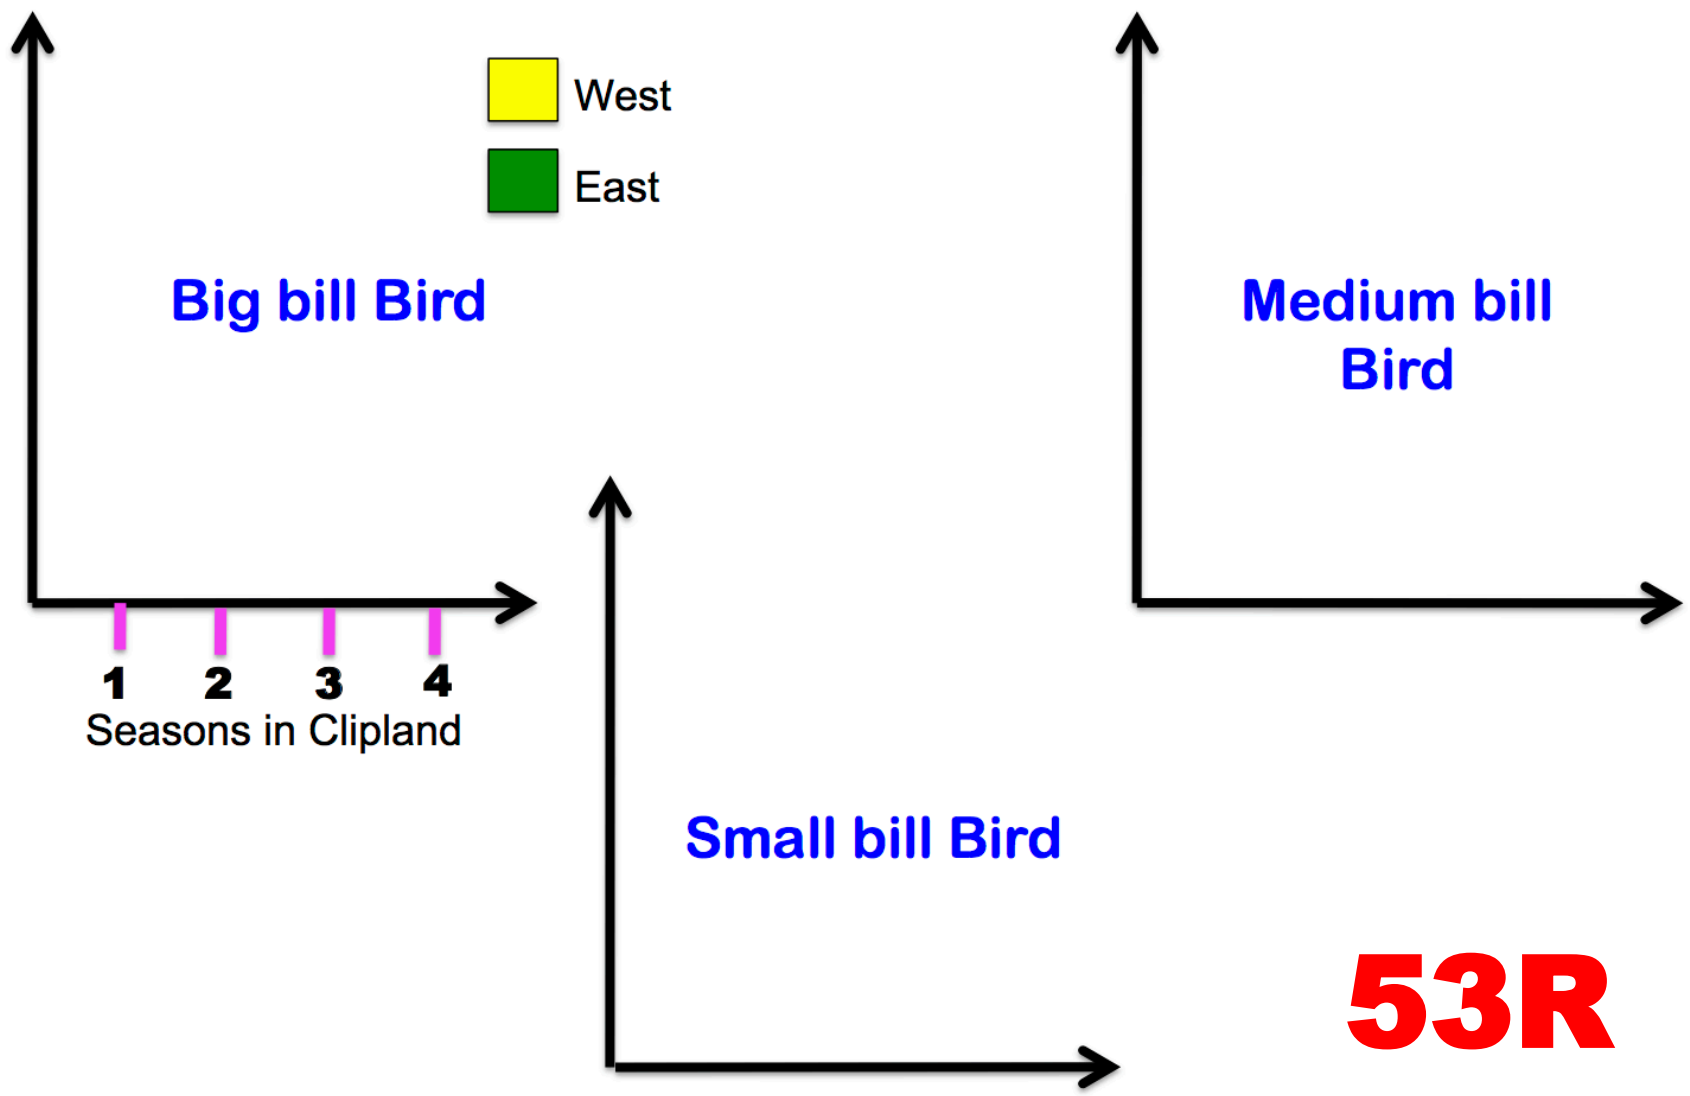 West
East
Big bill Bird
Medium bill
Bird
1 2 3 4
Seasons in Clipland
Small bill Bird
53R